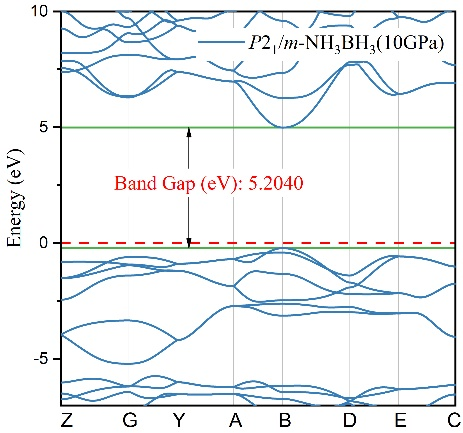 10
P2₁/m-NH₃BH₃(10GPa)
5
Band Gap (eV): 5.2040
Energy (eV)
0
-5
Z G Y A B D E C